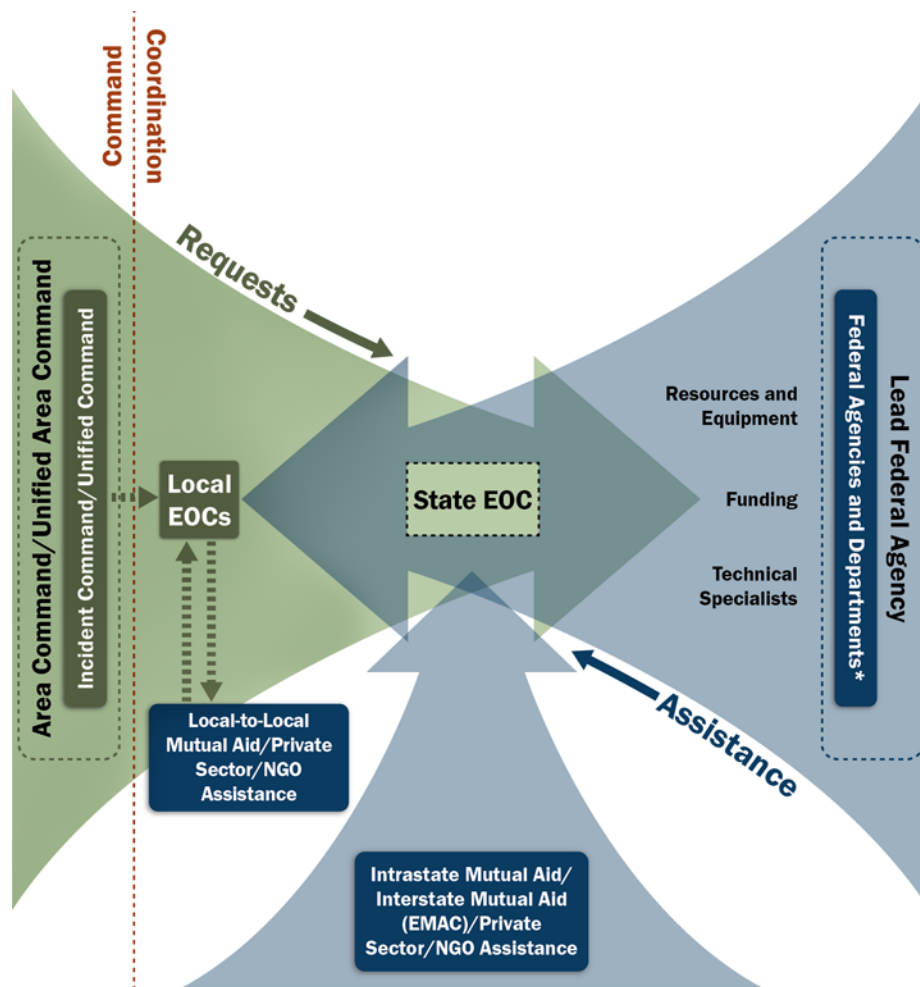 Command
Coordination
Requests
Area Command/Unified Area Command
Incident Command/Unified Command
Local
EOCs
State EOC
Resources and
Equipment
Funding
Technical
Specialists
Federal Agencies and Departments*
Lead Federal Agency
Assistance
Local-to-Local
Mutual Aid/Private
Sector/NGO
Assistance
Intrastate Mutual Aid/
Interstate Mutual Aid
(EMAC)/Private
Sector/NGO Assistance